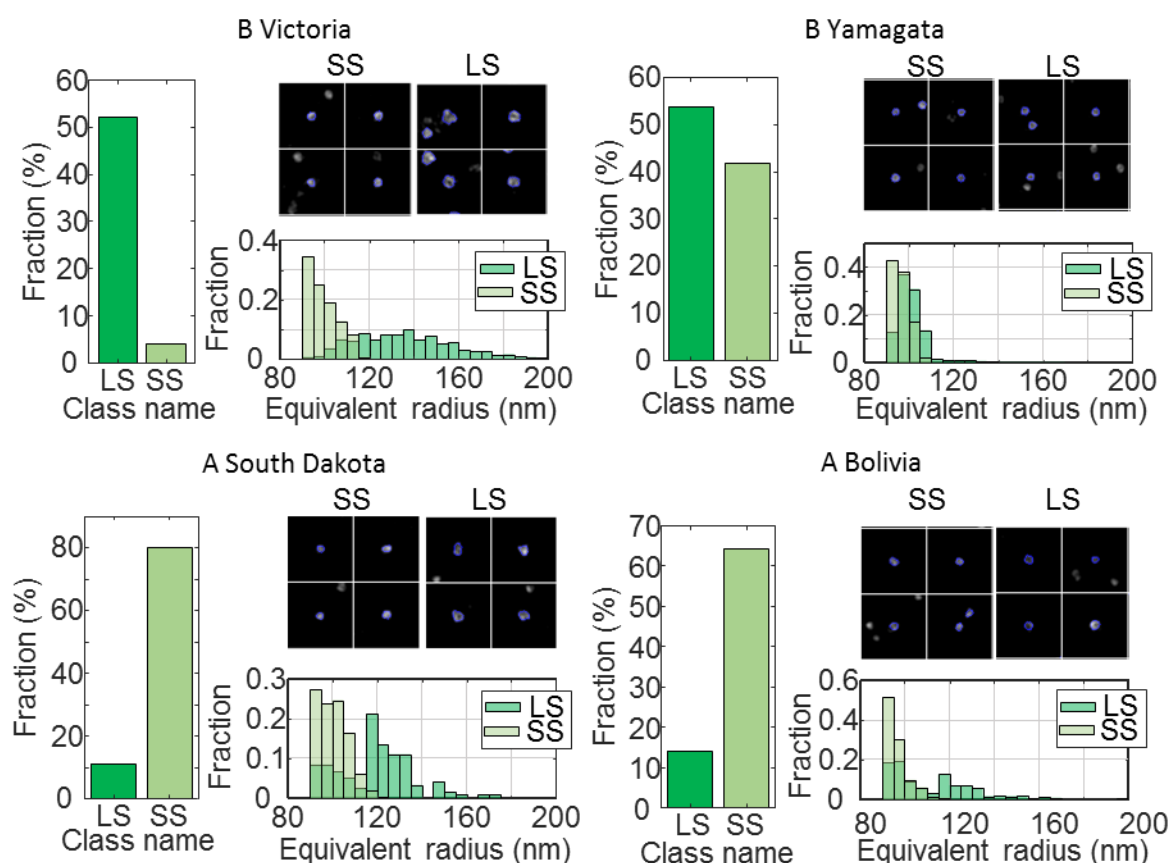 B Victoria
SS LS
60
50
40
30
20
10
0
Fraction (%)
LS SS
Class name
0.4
0.2
0
Fraction
LS
SS
80 120 160 200
Equivalent radius (nm)
B Yamagata
SS LS
60
50
40
30
20
10
0
Fraction (%)
LS SS
Class name
0.4
0.2
0
Fraction
LS
SS
80 120 160 200
Equivalent radius (nm)
A South Dakota
SS LS
80
60
40
20
0
Fraction (%)
LS SS
Class name
0.3
0.2
0.1
0
Fraction
LS
SS
80 120 160 200
Equivalent radius (nm)
A Bolivia
SS LS
70
60
50
40
30
20
10
0
Fraction (%)
LS SS
Class name
0.6
0.4
0.2
0
Fraction
LS
SS
80 120 160 200
Equivalent radius (nm)